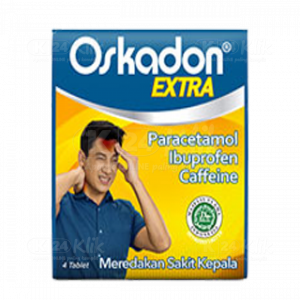 Oskadon®
EXTRA
Paracetamol
Ibuprofen
Caffeine
4 Tablet
Meredakan Sakit Kepala